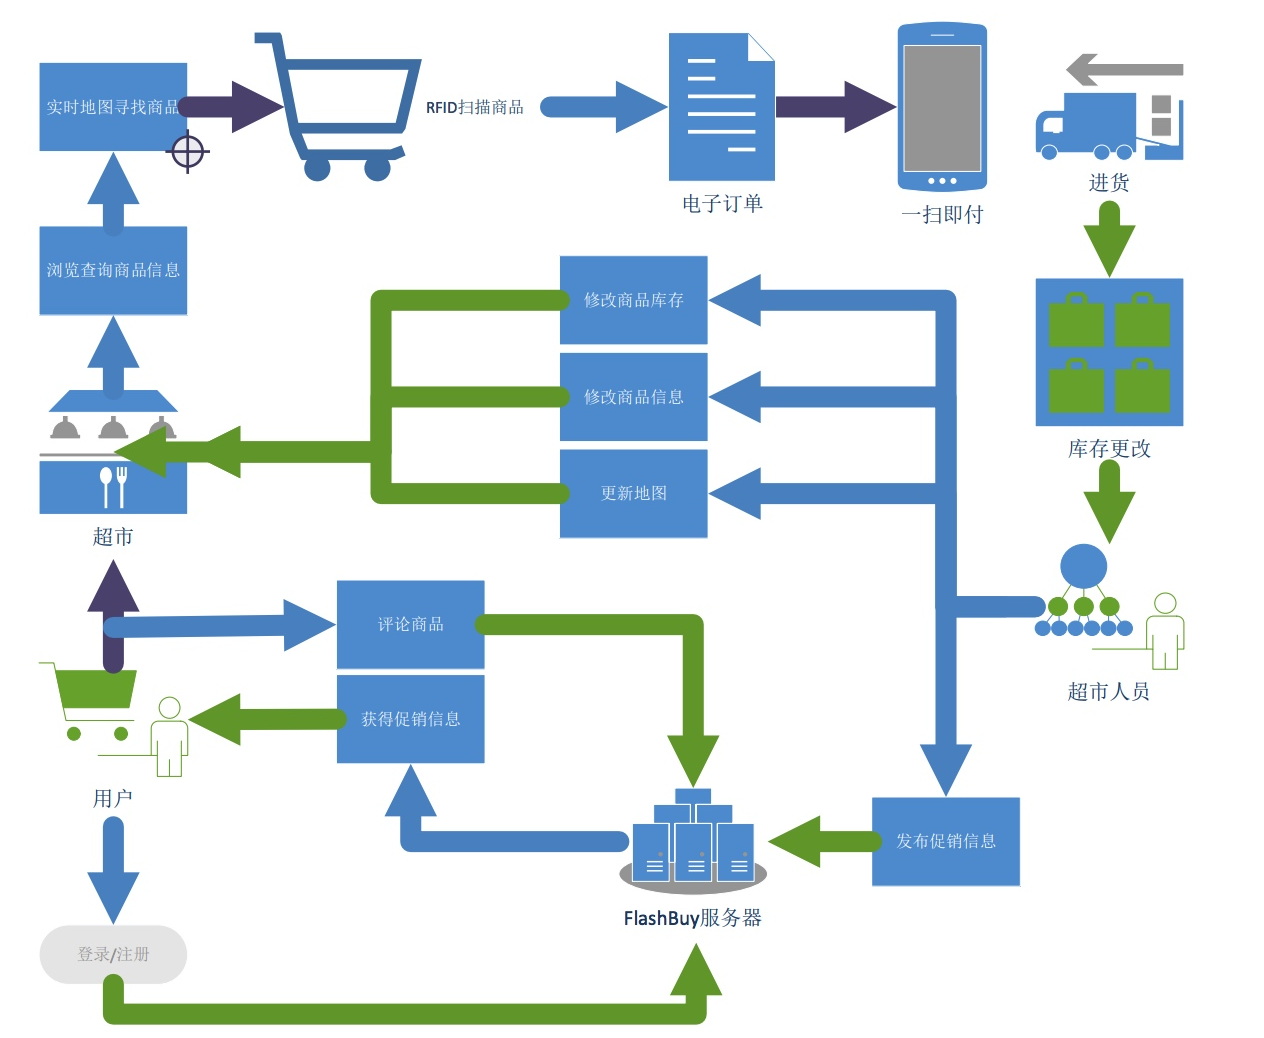 实时地图寻找商品
RFID扫描商品
电子订单
一扫即付
进货
浏览查询商品信息
修改商品库存
修改商品信息
更新地图
库存更改
超市
评论商品
获得促销信息
超市人员
用户
发布促销信息
FlashBuy服务器
登录/注册